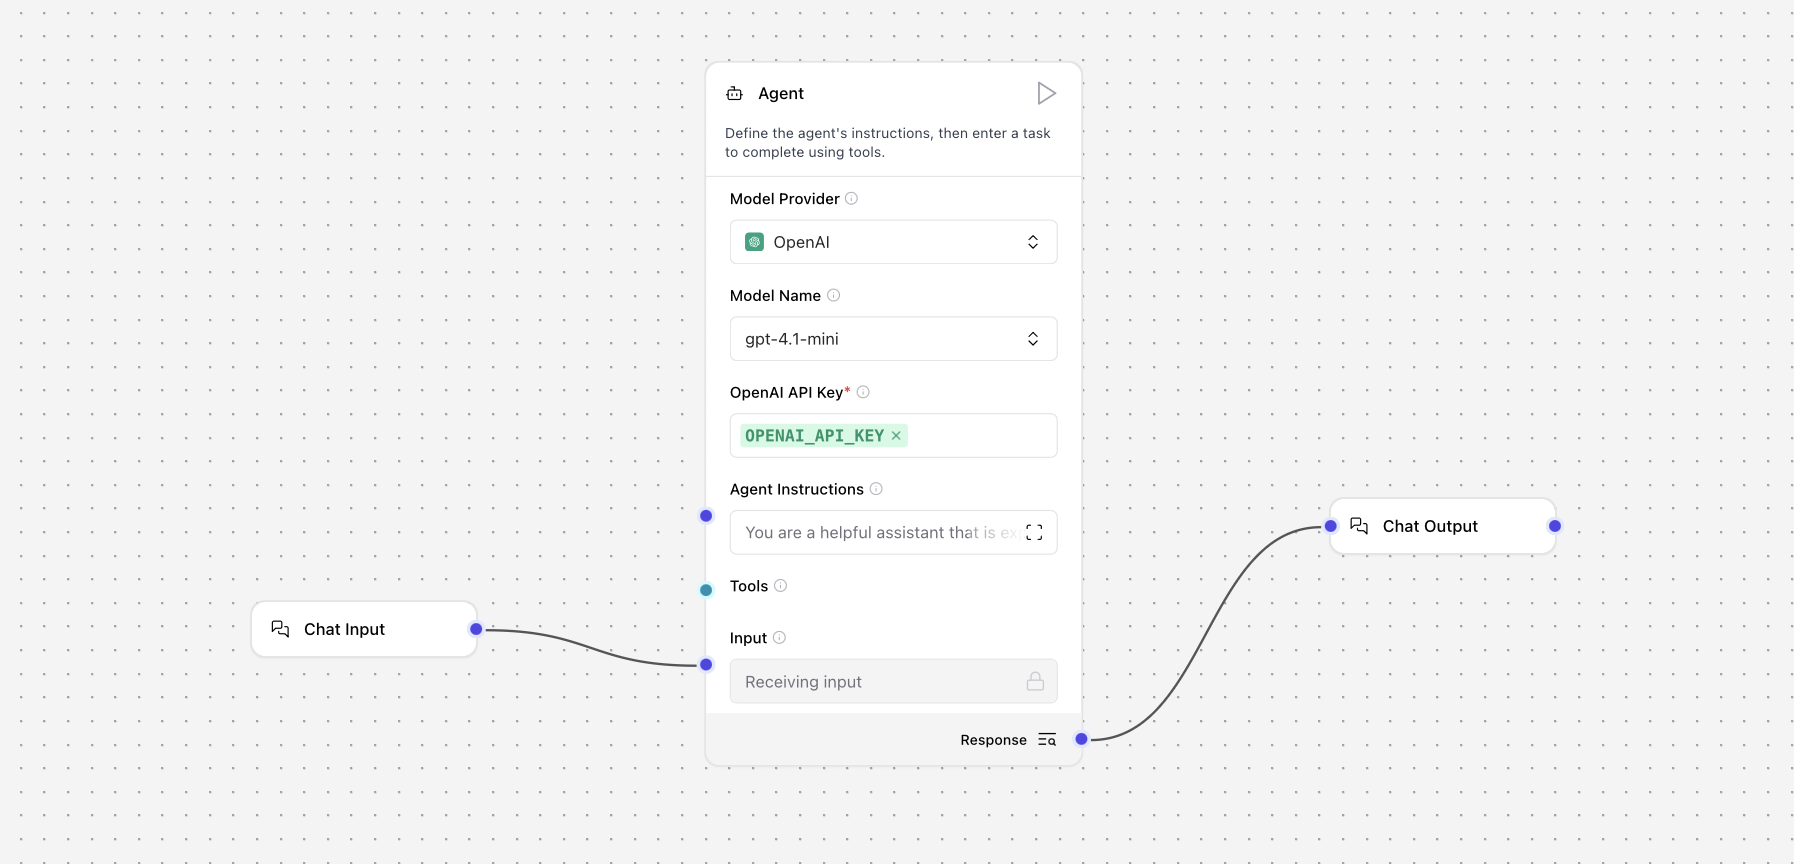 Agent
Define the agent's instructions, then enter a task
to complete using tools.
Model Provider
OpenAI
Model Name
gpt-4.1-mini
OpenAI API Key*
OPENAI_API_KEY
Agent Instructions
You are a helpful assistant that is
Tools
Input
Receiving input
Response
Chat Input
Chat Output